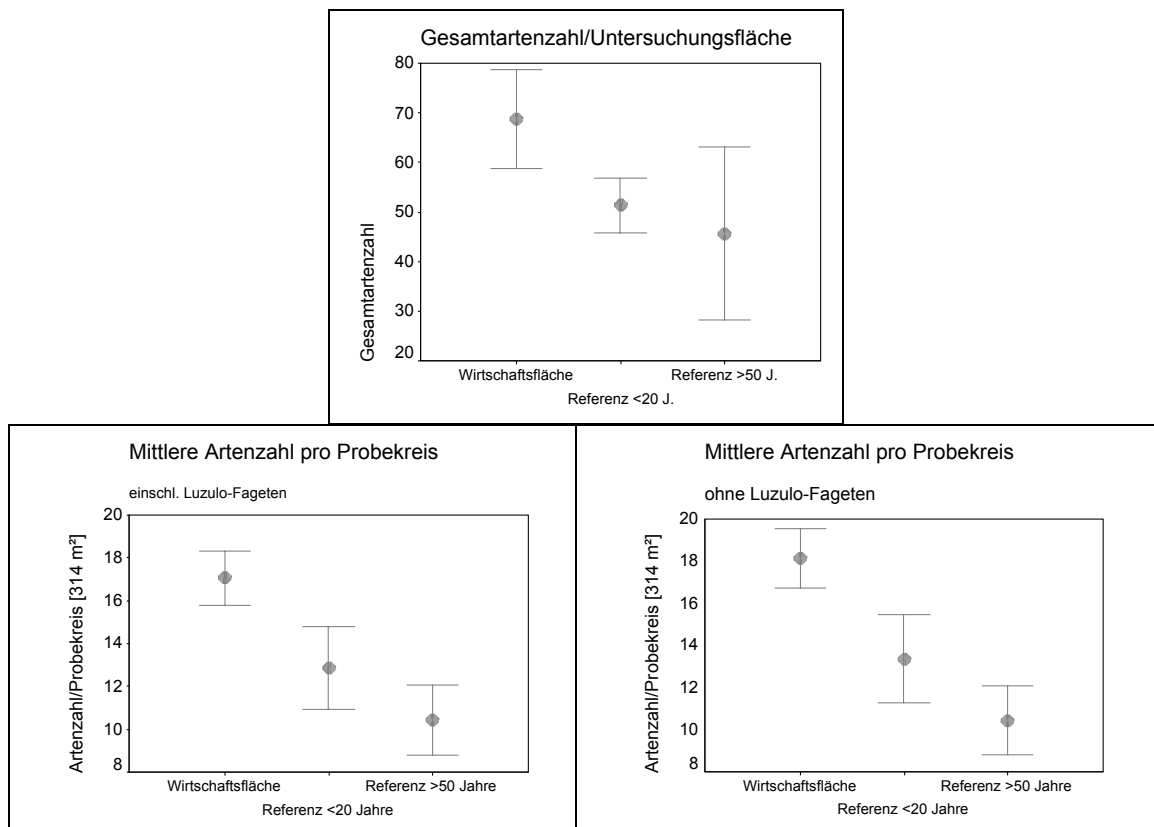 Gesamtartenzahl/Untersuchungsfläche
Gesamtartenzahl
80
70
60
50
40
30
20
Wirtschaftsfläche Referenz >50 J.
Referenz <20 J.
Mittlere Artenzahl pro Probekreis
einschl. Luzulo-Fageten
Artenzahl/Probekreis [314 m²]
20
18
16
14
12
10
8
Wirtschaftsfläche Referenz >50 Jahre
Referenz <20 Jahre
Mittlere Artenzahl pro Probekreis
ohne Luzulo-Fageten
Artenzahl/Probekreis [314 m²]
20
18
16
14
12
10
8
Wirtschaftsfläche Referenz >50 Jahre
Referenz <20 Jahre